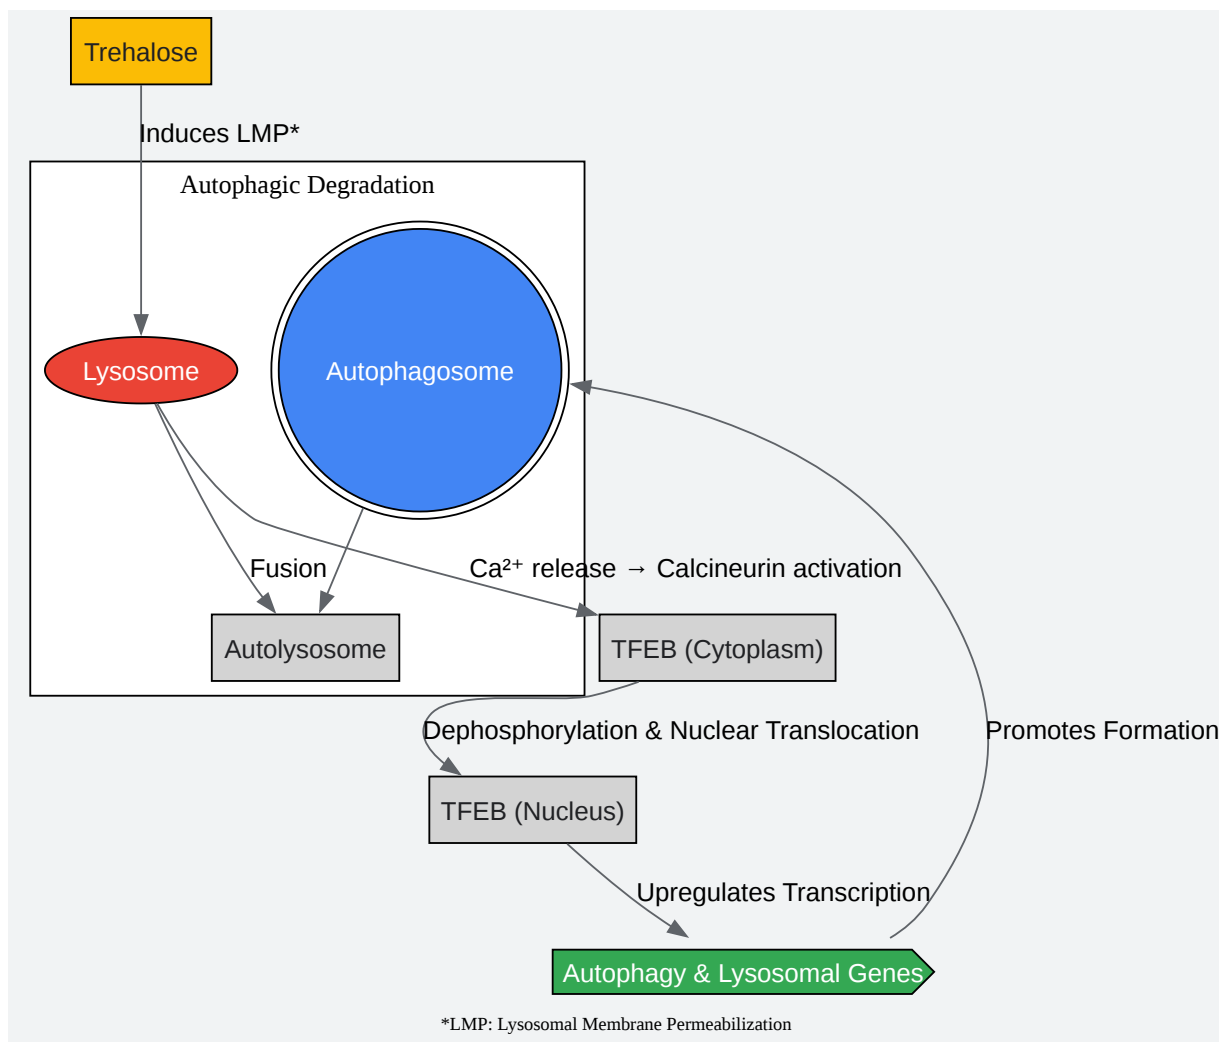 Trehalose
Induces LMP*
Autophagic Degradation
Lysosome
Autophagosome
Fusion
Ca²⁺ release → Calcineurin activation
Autolysosome
TFEB (Cytoplasm)
Dephosphorylation & Nuclear Translocation
Promotes Formation
TFEB (Nucleus)
Upregulates Transcription
Autophagy & Lysosomal Genes
*LMP: Lysosomal Membrane Permeabilization